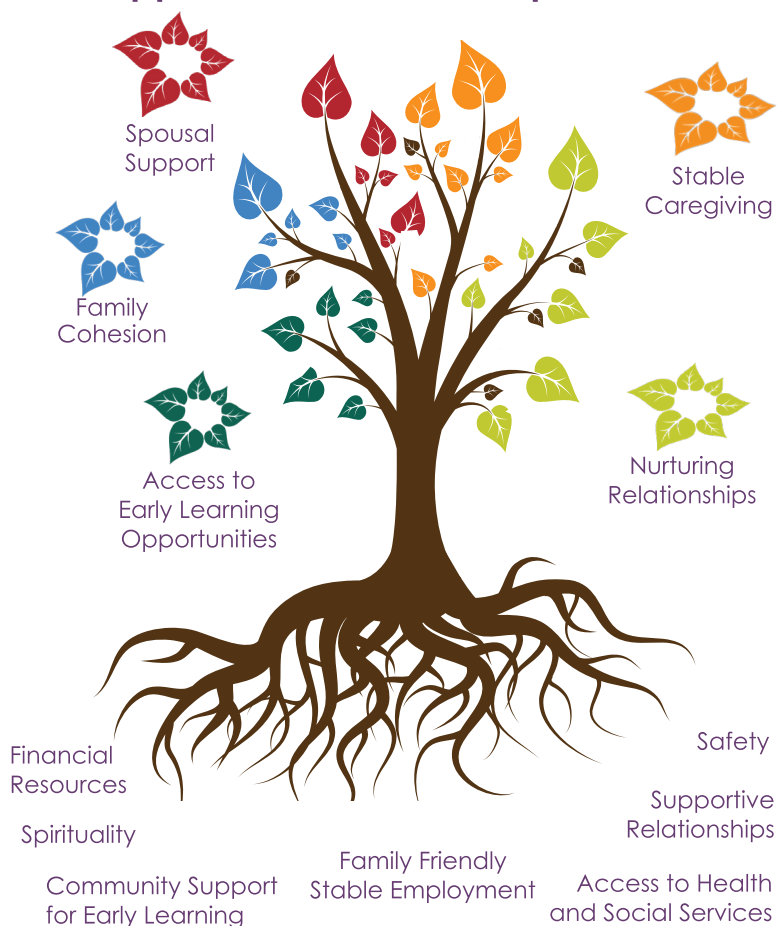 Spousal
Support
Stable
Caregiving
Family
Cohesion
Access to
Early Learning
Opportunities
Nurturing
Relationships
Financial
Resources
Safety
Supportive
Relationships
Spirituality
Family Friendly
Stable Employment
Community Support
for Early Learning
Access to Health
and Social Services